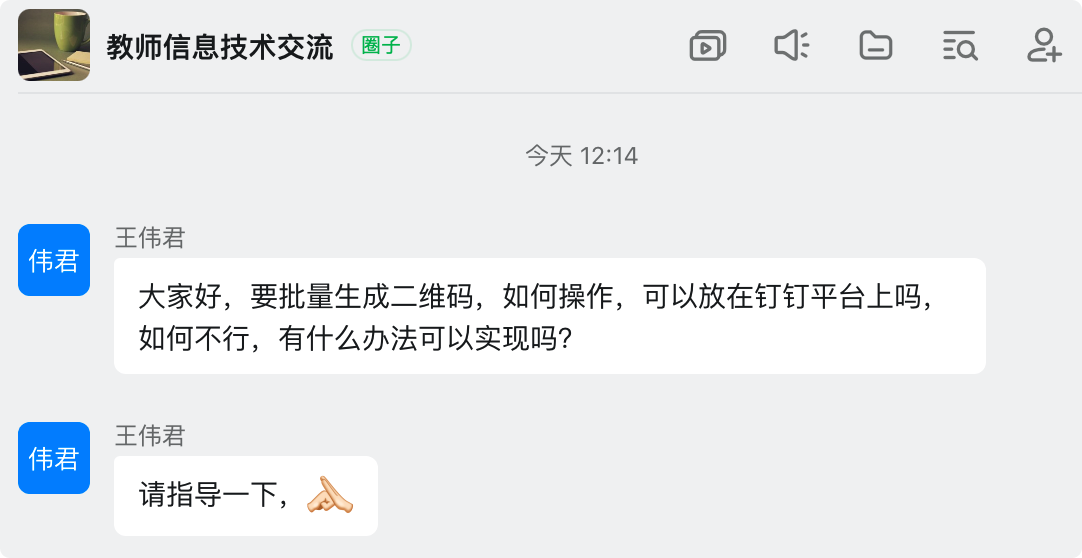 教师信息技术交流 圈子
今天 12:14
伟君
王伟君
大家好，要批量生成二维码，如何操作，可以放在钉钉平台上吗，
如何不行，有什么办法可以实现吗?
伟君
王伟君
请指导一下，